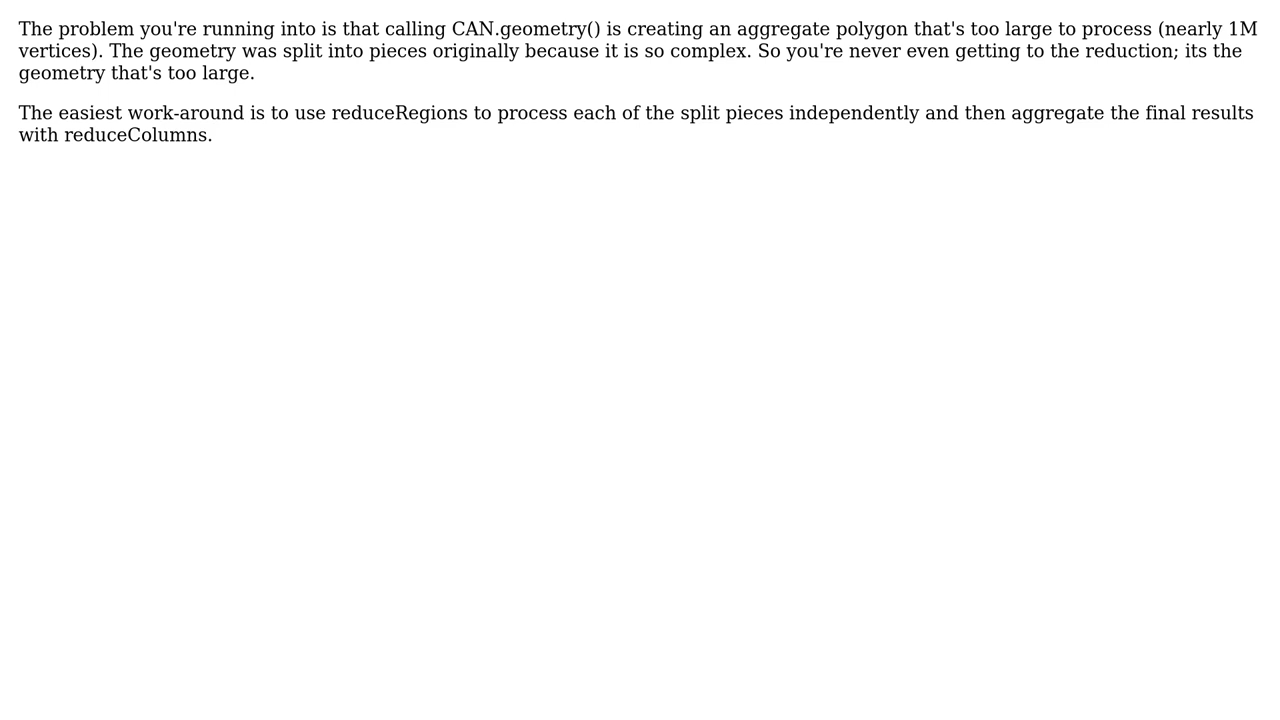 The problem you're running into is that calling CAN.geometry() is creating an aggregate polygon that's too large to process (nearly 1M
vertices). The geometry was split into pieces originally because it is so complex. So you're never even getting to the reduction; its the
geometry that's too large.
The easiest work-around is to use reduceRegions to process each of the split pieces independently and then aggregate the final results
with reduceColumns.